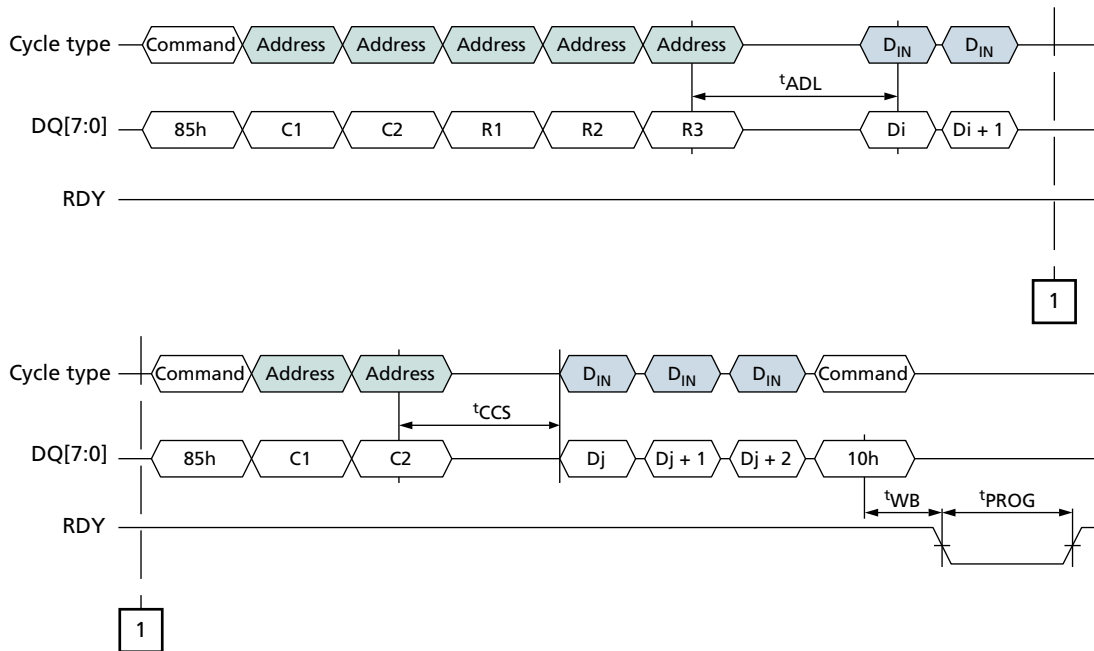 Cycle type Command Address Address Address Address Address DIN DIN
tADL
DQ[7:0] 85h C1 C2 R1 R2 R3 Di Di + 1
RDY
1
Cycle type Command Address Address DIN DIN DIN Command
tCCS
DQ[7:0] 85h C1 C2 Dj Dj + 1 Dj + 2 10h
tWB tPROG
RDY
1